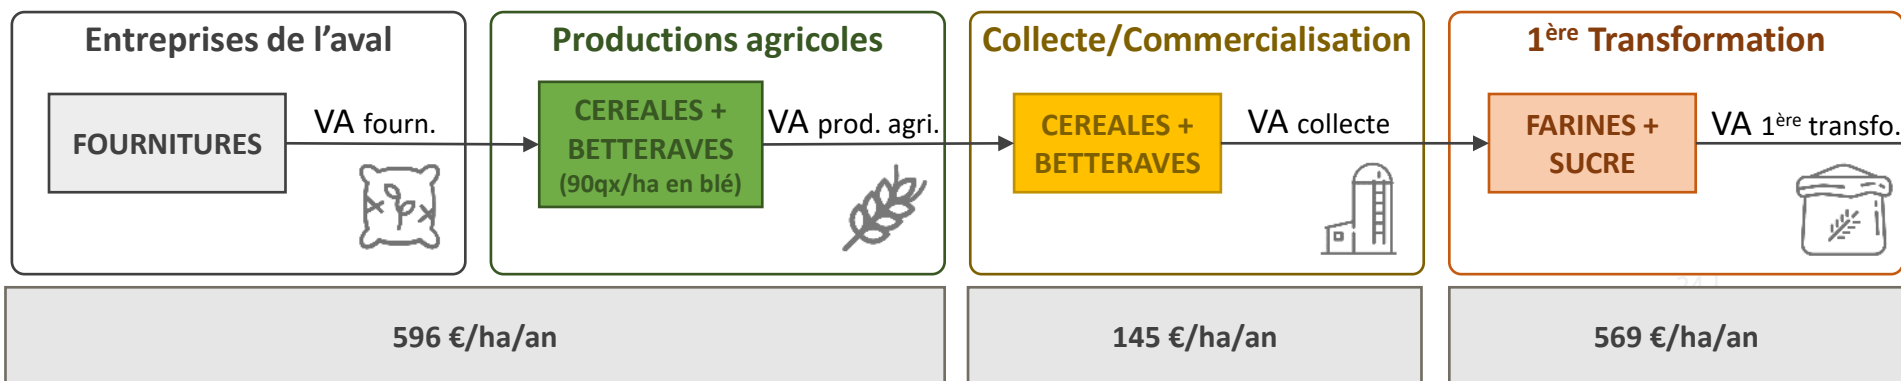 Entreprises de l’aval
Productions agricoles
Collecte/Commercialisation
1ère Transformation
FOURNITURES
VA fourn.
CEREALES +
BETTERAVES
(90qx/ha en blé)
VA prod. agri.
CEREALES +
BETTERAVES
VA collecte
FARINES +
SUCRE
VA 1ère transfo.
596 €/ha/an
145 €/ha/an
569 €/ha/an